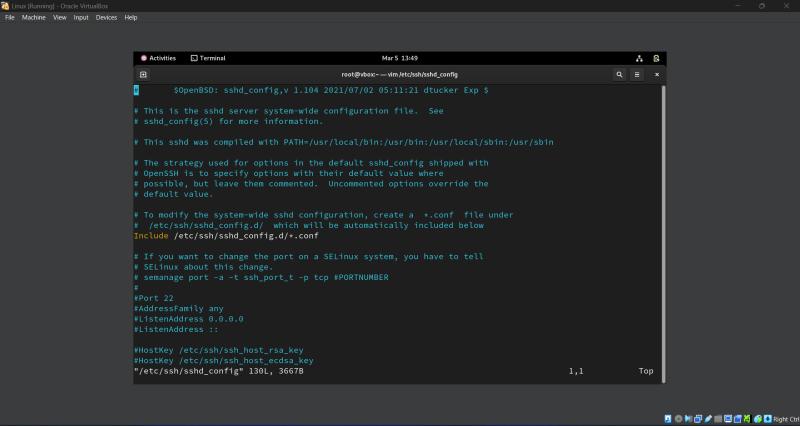 Linux [Running] - Oracle VirtualBox
File Machine View Input Devices Help
Activities Terminal Mar 5 13:49
root@vbox:~ — vim /etc/ssh/sshd_config
#       $OpenBSD: sshd_config,v 1.104 2021/07/02 05:11:21 dtucker Exp $
# This is the sshd server system-wide configuration file.  See
# sshd_config(5) for more information.
# This sshd was compiled with PATH=/usr/local/bin:/usr/bin:/usr/local/sbin:/usr/sbin
# The strategy used for options in the default sshd_config shipped with
# OpenSSH is to specify options with their default value where
# possible, but leave them commented.  Uncommented options override the
# default value.
# To modify the system-wide sshd configuration, create a  *.conf  file under
#  /etc/ssh/sshd_config.d/  which will be automatically included below
Include /etc/ssh/sshd_config.d/*.conf
# If you want to change the port on a SELinux system, you have to tell
# SELinux about this change.
# semanage port -a -t ssh_port_t -p tcp #PORTNUMBER
#
#Port 22
#AddressFamily any
#ListenAddress 0.0.0.0
#ListenAddress ::
#HostKey /etc/ssh/ssh_host_rsa_key
#HostKey /etc/ssh/ssh_host_ecdsa_key
"/etc/ssh/sshd_config" 130L, 3667B 1,1 Top
Right Ctrl